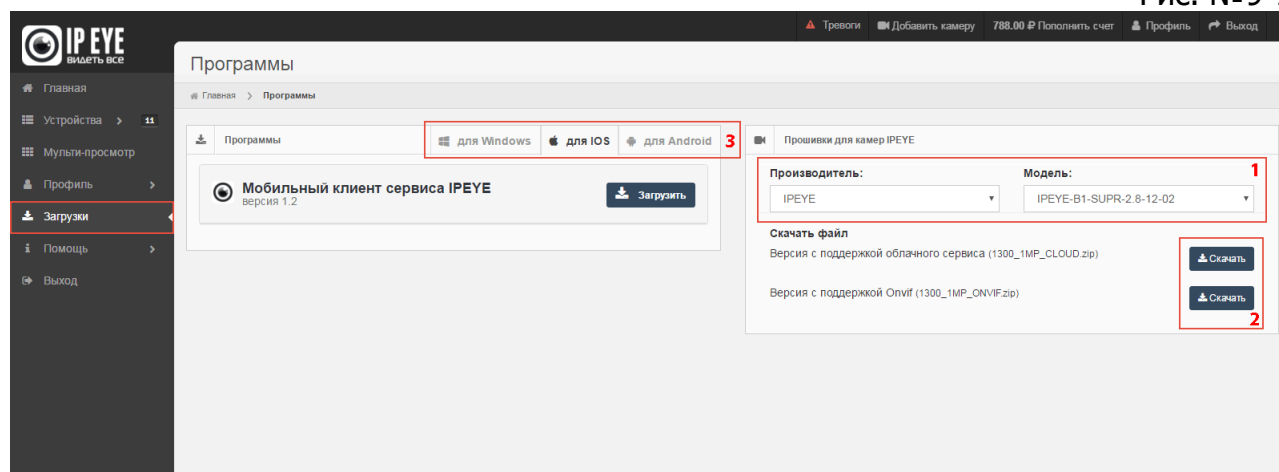 Тревоги Добавить камеру 788.00 ₽ Пополнить счет Профиль Выход
IP EYE
видеть все
Программы
Главная
Главная > Программы
Устройства > 11
Мульти-просмотр
Профиль >
Загрузки
Помощь >
Выход
Программы для Windows для IOS для Android 3
Мобильный клиент сервиса IPEYE
версия 1.2
Загрузить
Прошивки для камер IPEYE
Производитель: Модель: 1
IPEYE IPEYE-B1-SUPR-2.8-12-02
Скачать файл
Версия с поддержкой облачного сервиса (1300_1MP_CLOUD.zip) Скачать
Версия с поддержкой Onvif (1300_1MP_ONVIF.zip) Скачать
2